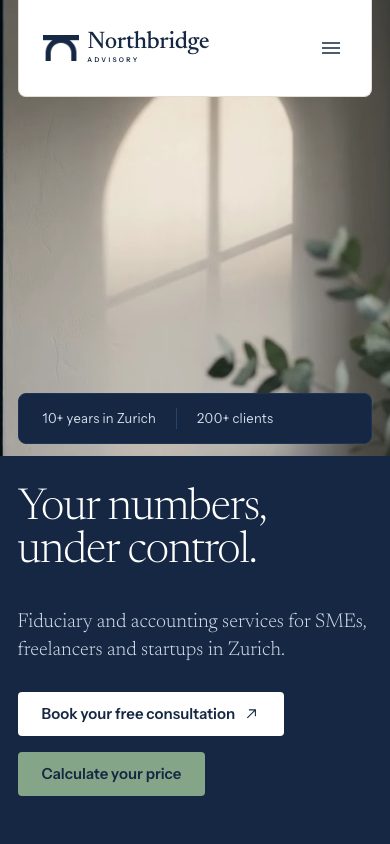 Northbridge
ADVISORY
10+ years in Zurich
200+ clients
Your numbers,
under control.
Fiduciary and accounting services for SMEs,
freelancers and startups in Zurich.
Book your free consultation
Calculate your price